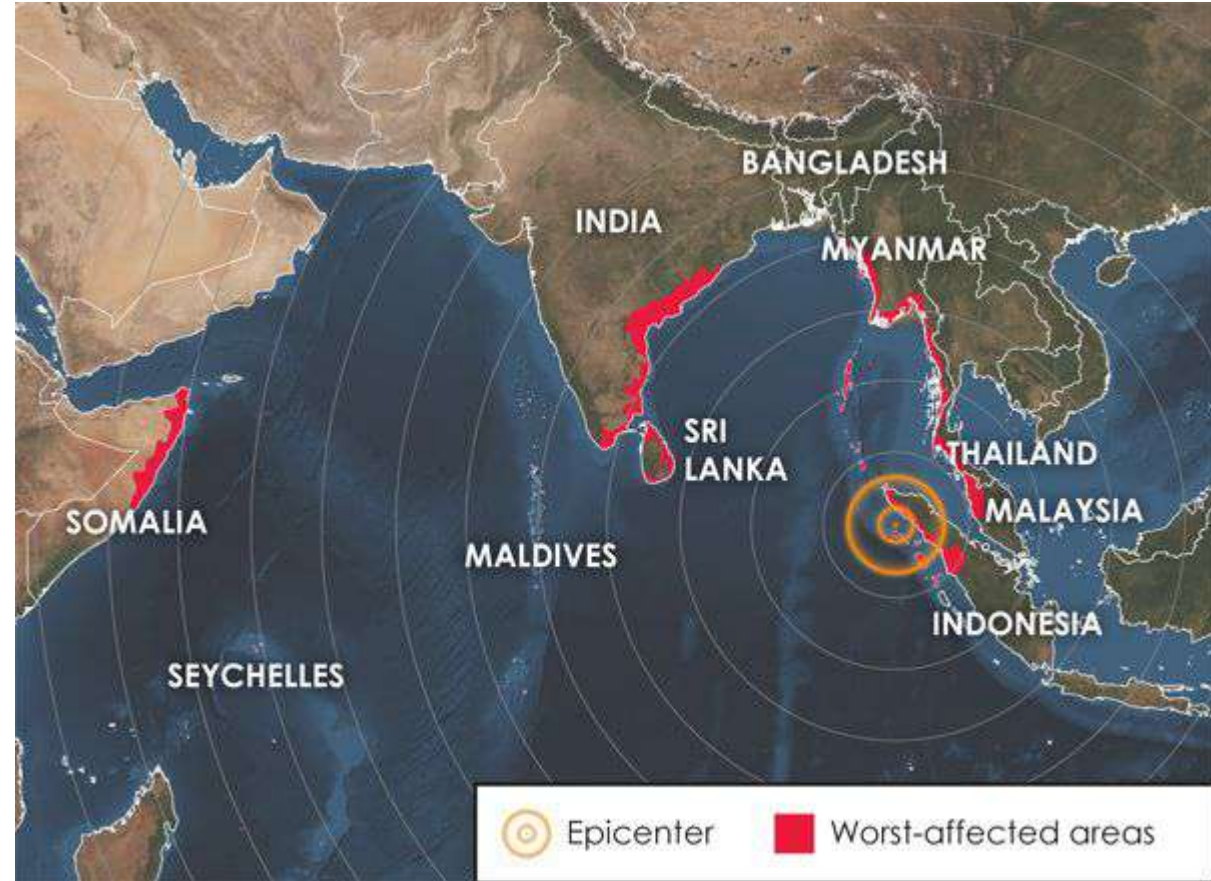 BANGLADESH
INDIA
MYANMAR
SRI
LANKA
THAILAND
MALAYSIA
SOMALIA
MALDIVES
INDONESIA
SEYCHELLES
Epicenter
Worst-affected areas